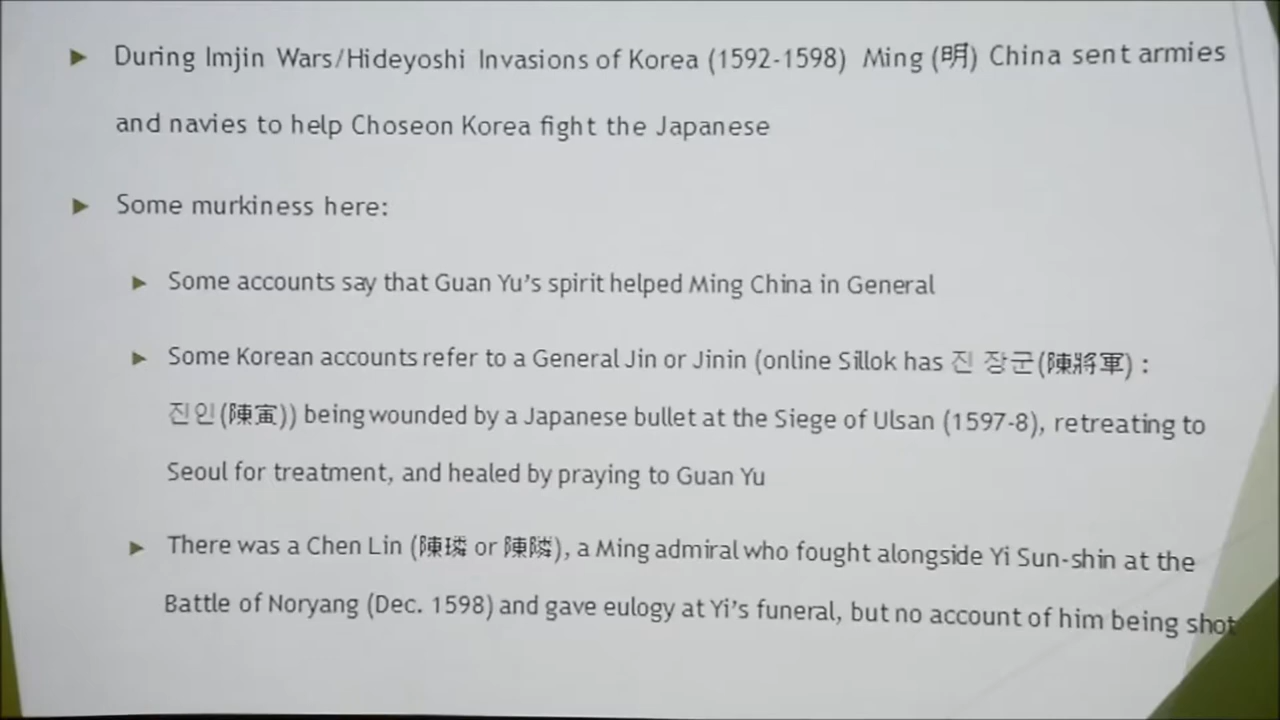 During Imjin Wars/Hideyoshi Invasions of Korea (1592-1598) Ming (明) China sent armies
and navies to help Choseon Korea fight the Japanese
Some murkiness here:
Some accounts say that Guan Yu's spirit helped Ming China in General
Some Korean accounts refer to a General Jin or Jinin (online Sillok has 진 장군(陳將軍) :
진인(陳寅)) being wounded by a Japanese bullet at the Siege of Ulsan (1597-8), retreating to
Seoul for treatment, and healed by praying to Guan Yu
There was a Chen Lin (陳璘 or 陳隣), a Ming admiral who fought alongside Yi Sun-shin at the
Battle of Noryang (Dec. 1598) and gave eulogy at Yi's funeral, but no account of him being shot